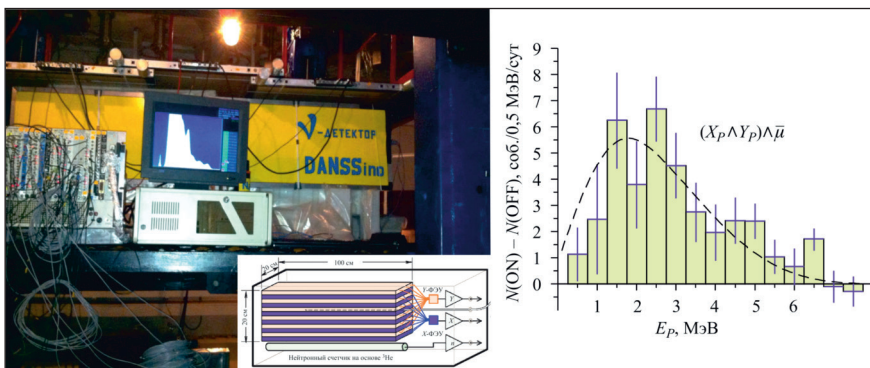 ν-ДЕТЕКТОР
DANSSino
100 см
20 см
20 см
Y-ФЭУ
Y
X
X-ФЭУ
n
Нейтронный счетчик на основе ³He
N(ON) – N(OFF), соб./0,5 МэВ/сут
9
8
7
6
5
4
3
2
1
0
(X_P∧Y_P)∧μ̄
1 2 3 4 5 6
E_P, МэВ